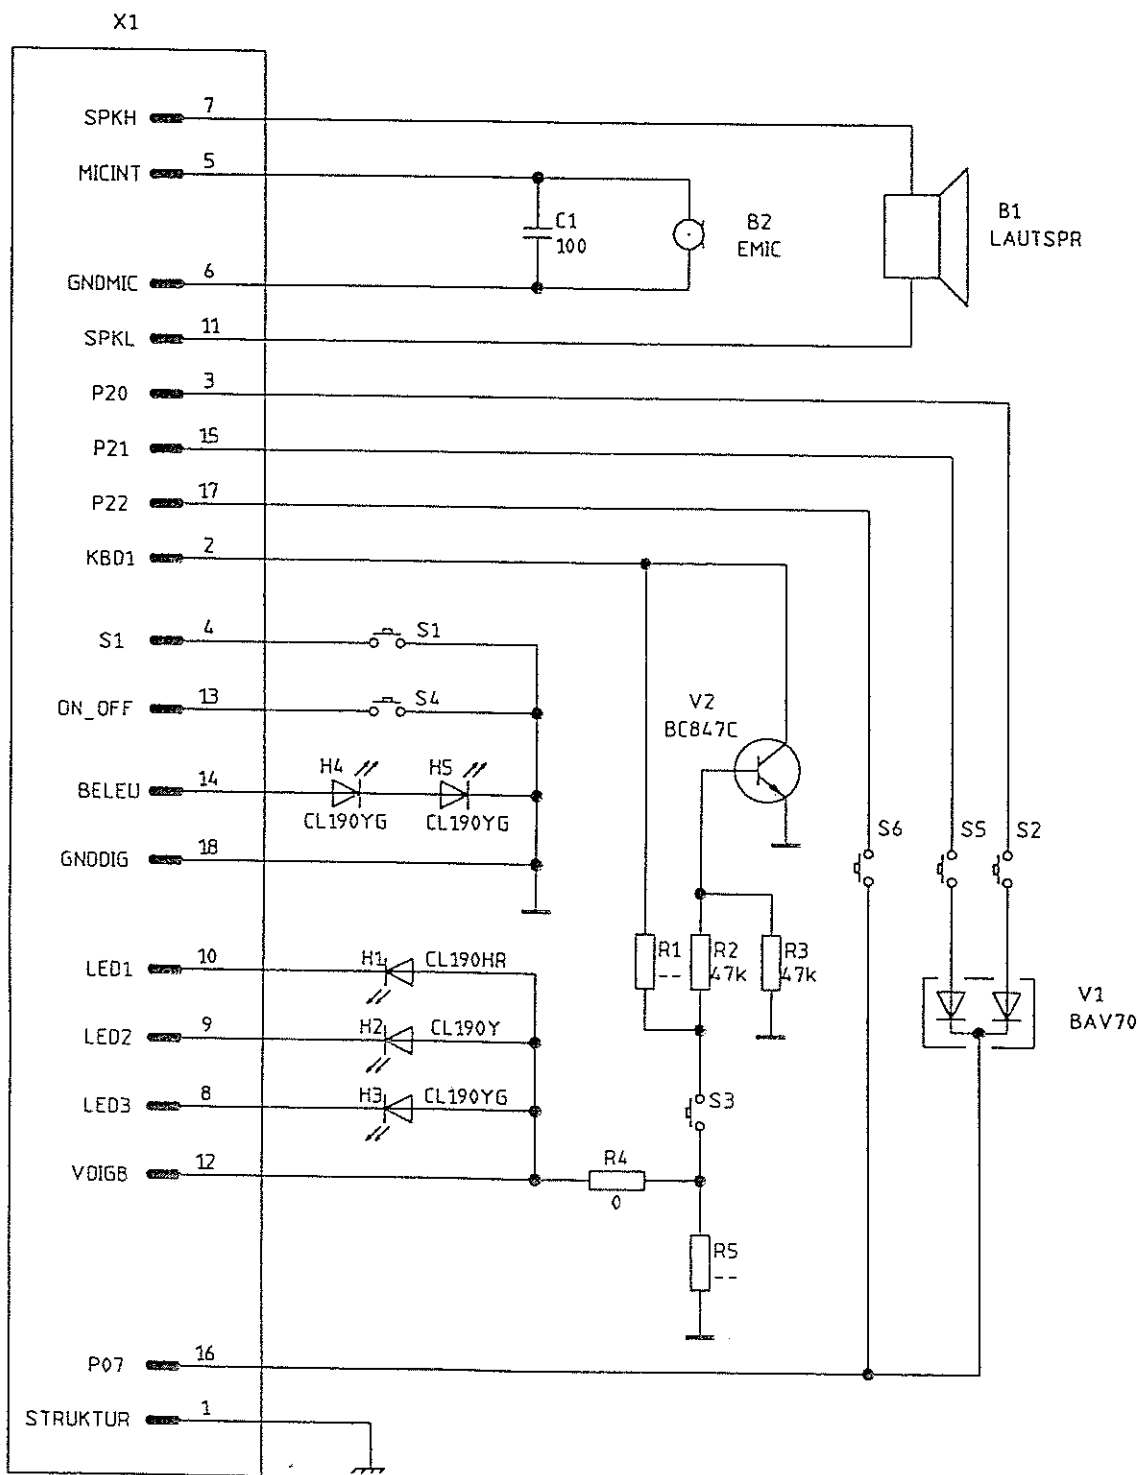 X1
SPKH 7
MICINT 5
C1
100
B2
EMIC
B1
LAUTSPR
GNDMIC 6
SPKL 11
P20 3
P21 15
P22 17
KBD1 2
S1 4 S1
ON_OFF 13 S4
V2
BC847C
BELEU 14 H4 H5
CL190YG CL190YG
GNDDIG 18
S6 S5 S2
LED1 10 H1 CL190HR
R1
--
R2
47k
R3
47k
V1
BAV70
LED2 9 H2 CL190Y
LED3 8 H3 CL190YG
S3
VDIGB 12
R4
0
R5
--
P07 16
STRUKTUR 1